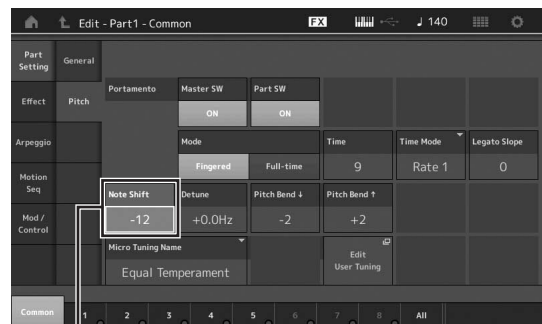 Edit - Part1 - Common FX ♩ 140
Part Setting
General
Effect
Pitch
Arpeggio
Motion Seq
Mod / Control
Portamento
Master SW
ON
Part SW
ON
Mode
Fingered Full-time
Time
9
Time Mode
Rate 1
Legato Slope
0
Note Shift
-12
Detune
+0.0Hz
Pitch Bend ↓
-2
Pitch Bend ↑
+2
Micro Tuning Name
Equal Temperament
Edit
User Tuning
Common 1 2 3 4 5 6 7 8 All